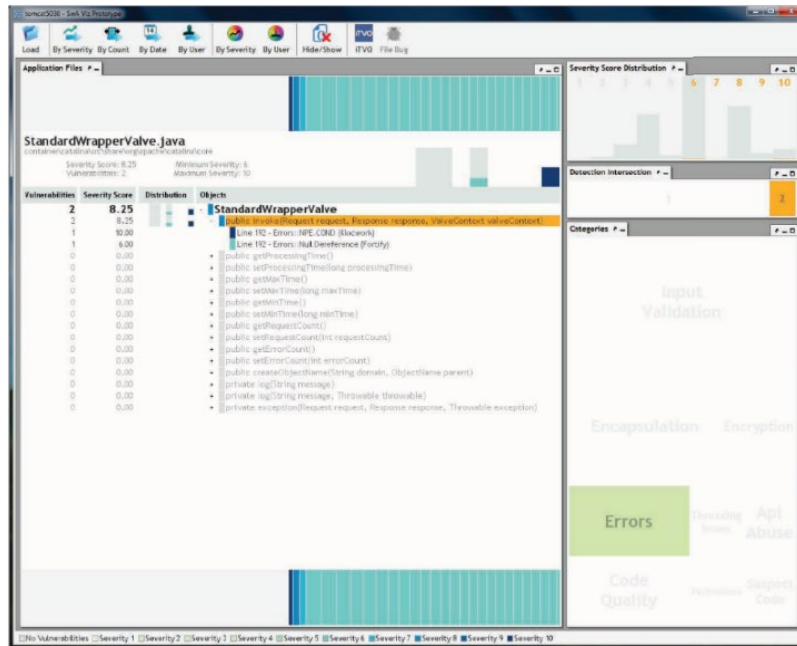 tomcat5038 - SwA Viz Prototype
Load By Severity By Count By Date By User By Severity By User Hide/Show iTVO File Bug
Application Files
StandardWrapperValve.java
container\catalina\src\share\org\apache\catalina\core
Severity Score: 8.25 Minimum Severity: 6
Vulnerabilities: 2 Maximum Severity: 10
Vulnerabilities Severity Score Distribution Objects
2 8.25 - StandardWrapperValve
2 8.25 - public invoke(Request request, Response response, ValveContext valveContext)
1 10.00 Line 192 - Errors::NPE.COND (Klocwork)
1 6.00 Line 192 - Errors::Null Dereference (Fortify)
0 0.00 + public getProcessingTime()
0 0.00 + public setProcessingTime(long processingTime)
0 0.00 + public getMaxTime()
0 0.00 + public setMaxTime(long maxTime)
0 0.00 + public getMinTime()
0 0.00 + public setMinTime(long minTime)
0 0.00 + public getRequestCount()
0 0.00 + public setRequestCount(int requestCount)
0 0.00 + public getErrorCount()
0 0.00 + public setErrorCount(int errorCount)
0 0.00 + public createObjectName(String domain, ObjectName parent)
0 0.00 + private log(String message)
0 0.00 + private log(String message, Throwable throwable)
0 0.00 + private exception(Request request, Response response, Throwable exception)
Severity Score Distribution
1 2 3 4 5 6 7 8 9 10
Detection Intersection
1 2
Categories
Input
Validation
Encapsulation Encryption
Errors
Threading
Issues
Api
Abuse
Code
Quality
Suspect
Code
No Vulnerabilities Severity 1 Severity 2 Severity 3 Severity 4 Severity 5 Severity 6 Severity 7 Severity 8 Severity 9 Severity 10